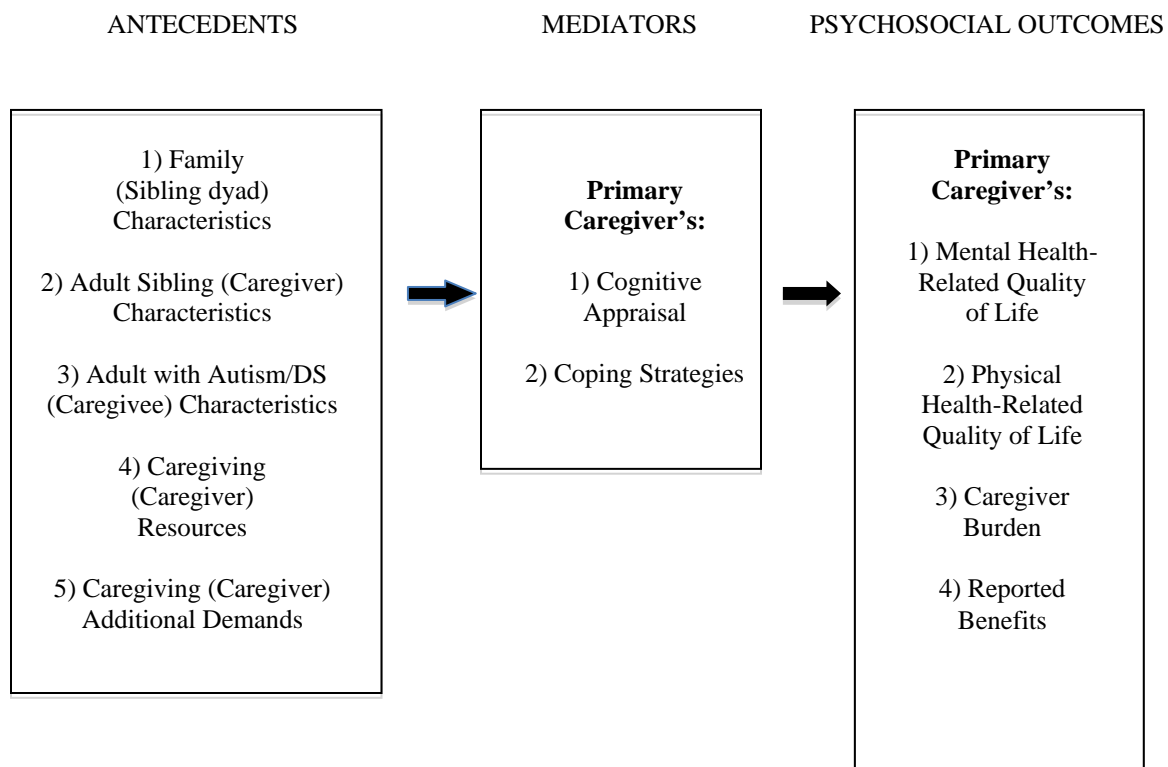 ANTECEDENTS
MEDIATORS
PSYCHOSOCIAL OUTCOMES
1) Family
(Sibling dyad)
Characteristics
2) Adult Sibling (Caregiver)
Characteristics
3) Adult with Autism/DS
(Caregivee) Characteristics
4) Caregiving
(Caregiver)
Resources
5) Caregiving (Caregiver)
Additional Demands
Primary
Caregiver's:
1) Cognitive
Appraisal
2) Coping Strategies
Primary
Caregiver's:
1) Mental Health-
Related Quality
of Life
2) Physical
Health-Related
Quality of Life
3) Caregiver
Burden
4) Reported
Benefits